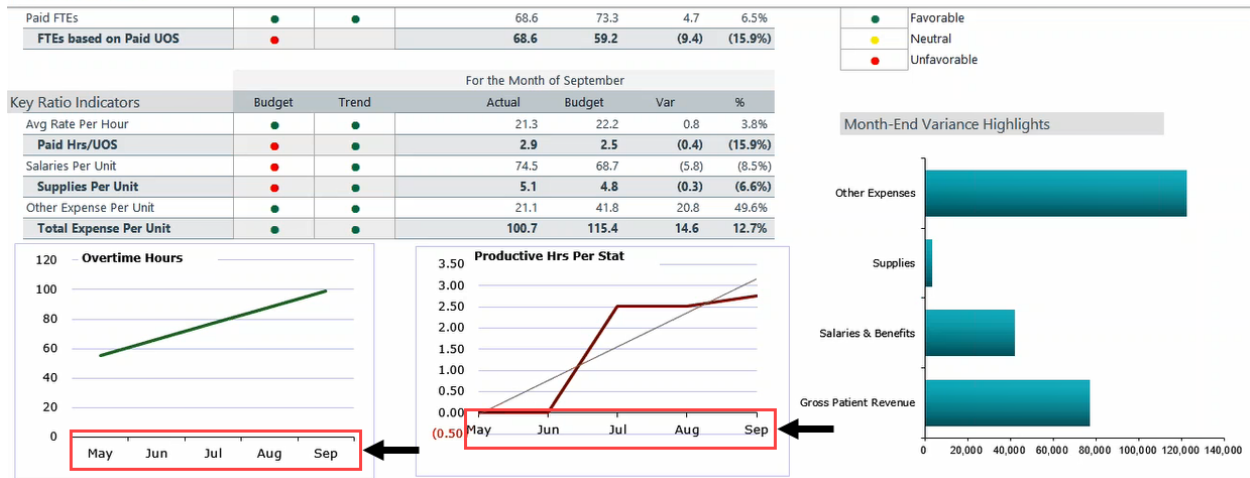 Paid FTEs 68.6 73.3 4.7 6.5%
FTEs based on Paid UOS 68.6 59.2 (9.4) (15.9%)
Favorable
Neutral
Unfavorable
For the Month of September
Key Ratio Indicators Budget Trend Actual Budget Var %
Avg Rate Per Hour 21.3 22.2 0.8 3.8%
Paid Hrs/UOS 2.9 2.5 (0.4) (15.9%)
Salaries Per Unit 74.5 68.7 (5.8) (8.5%)
Supplies Per Unit 5.1 4.8 (0.3) (6.6%)
Other Expense Per Unit 21.1 41.8 20.8 49.6%
Total Expense Per Unit 100.7 115.4 14.6 12.7%
Overtime Hours
120
100
80
60
40
20
0
May Jun Jul Aug Sep
Productive Hrs Per Stat
3.50
3.00
2.50
2.00
1.50
1.00
0.50
0.00
(0.50
May Jun Jul Aug Sep
Month-End Variance Highlights
Other Expenses
Supplies
Salaries & Benefits
Gross Patient Revenue
0 20,000 40,000 60,000 80,000 100,000 120,000 140,000